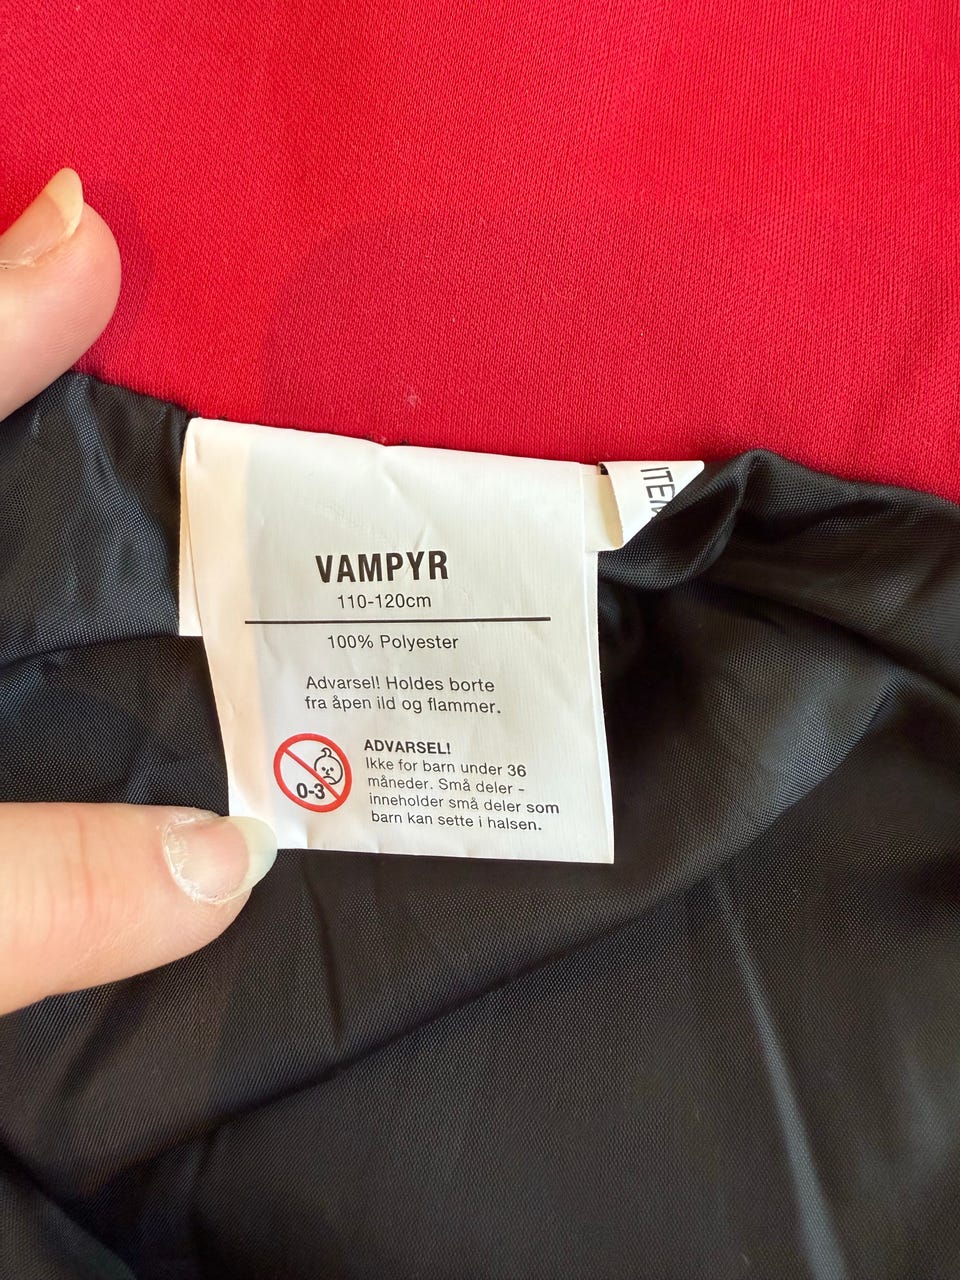 VAMPYR
110-120cm
100% Polyester
Advarsel! Holdes borte
fra åpen ild og flammer.
0-3
ADVARSEL!
Ikke for barn under 36
måneder. Små deler -
inneholder små deler som
barn kan sette i halsen.